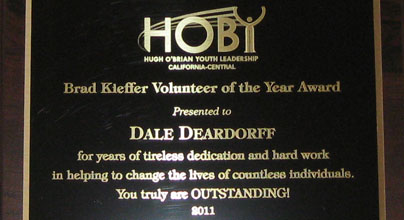 HOBY
HUGH O'BRIAN YOUTH LEADERSHIP
CALIFORNIA-CENTRAL
Brad Kieffer Volunteer of the Year Award
Presented to
DALE DEARDORFF
for years of tireless dedication and hard work
in helping to change the lives of countless individuals.
You truly are OUTSTANDING!
2011